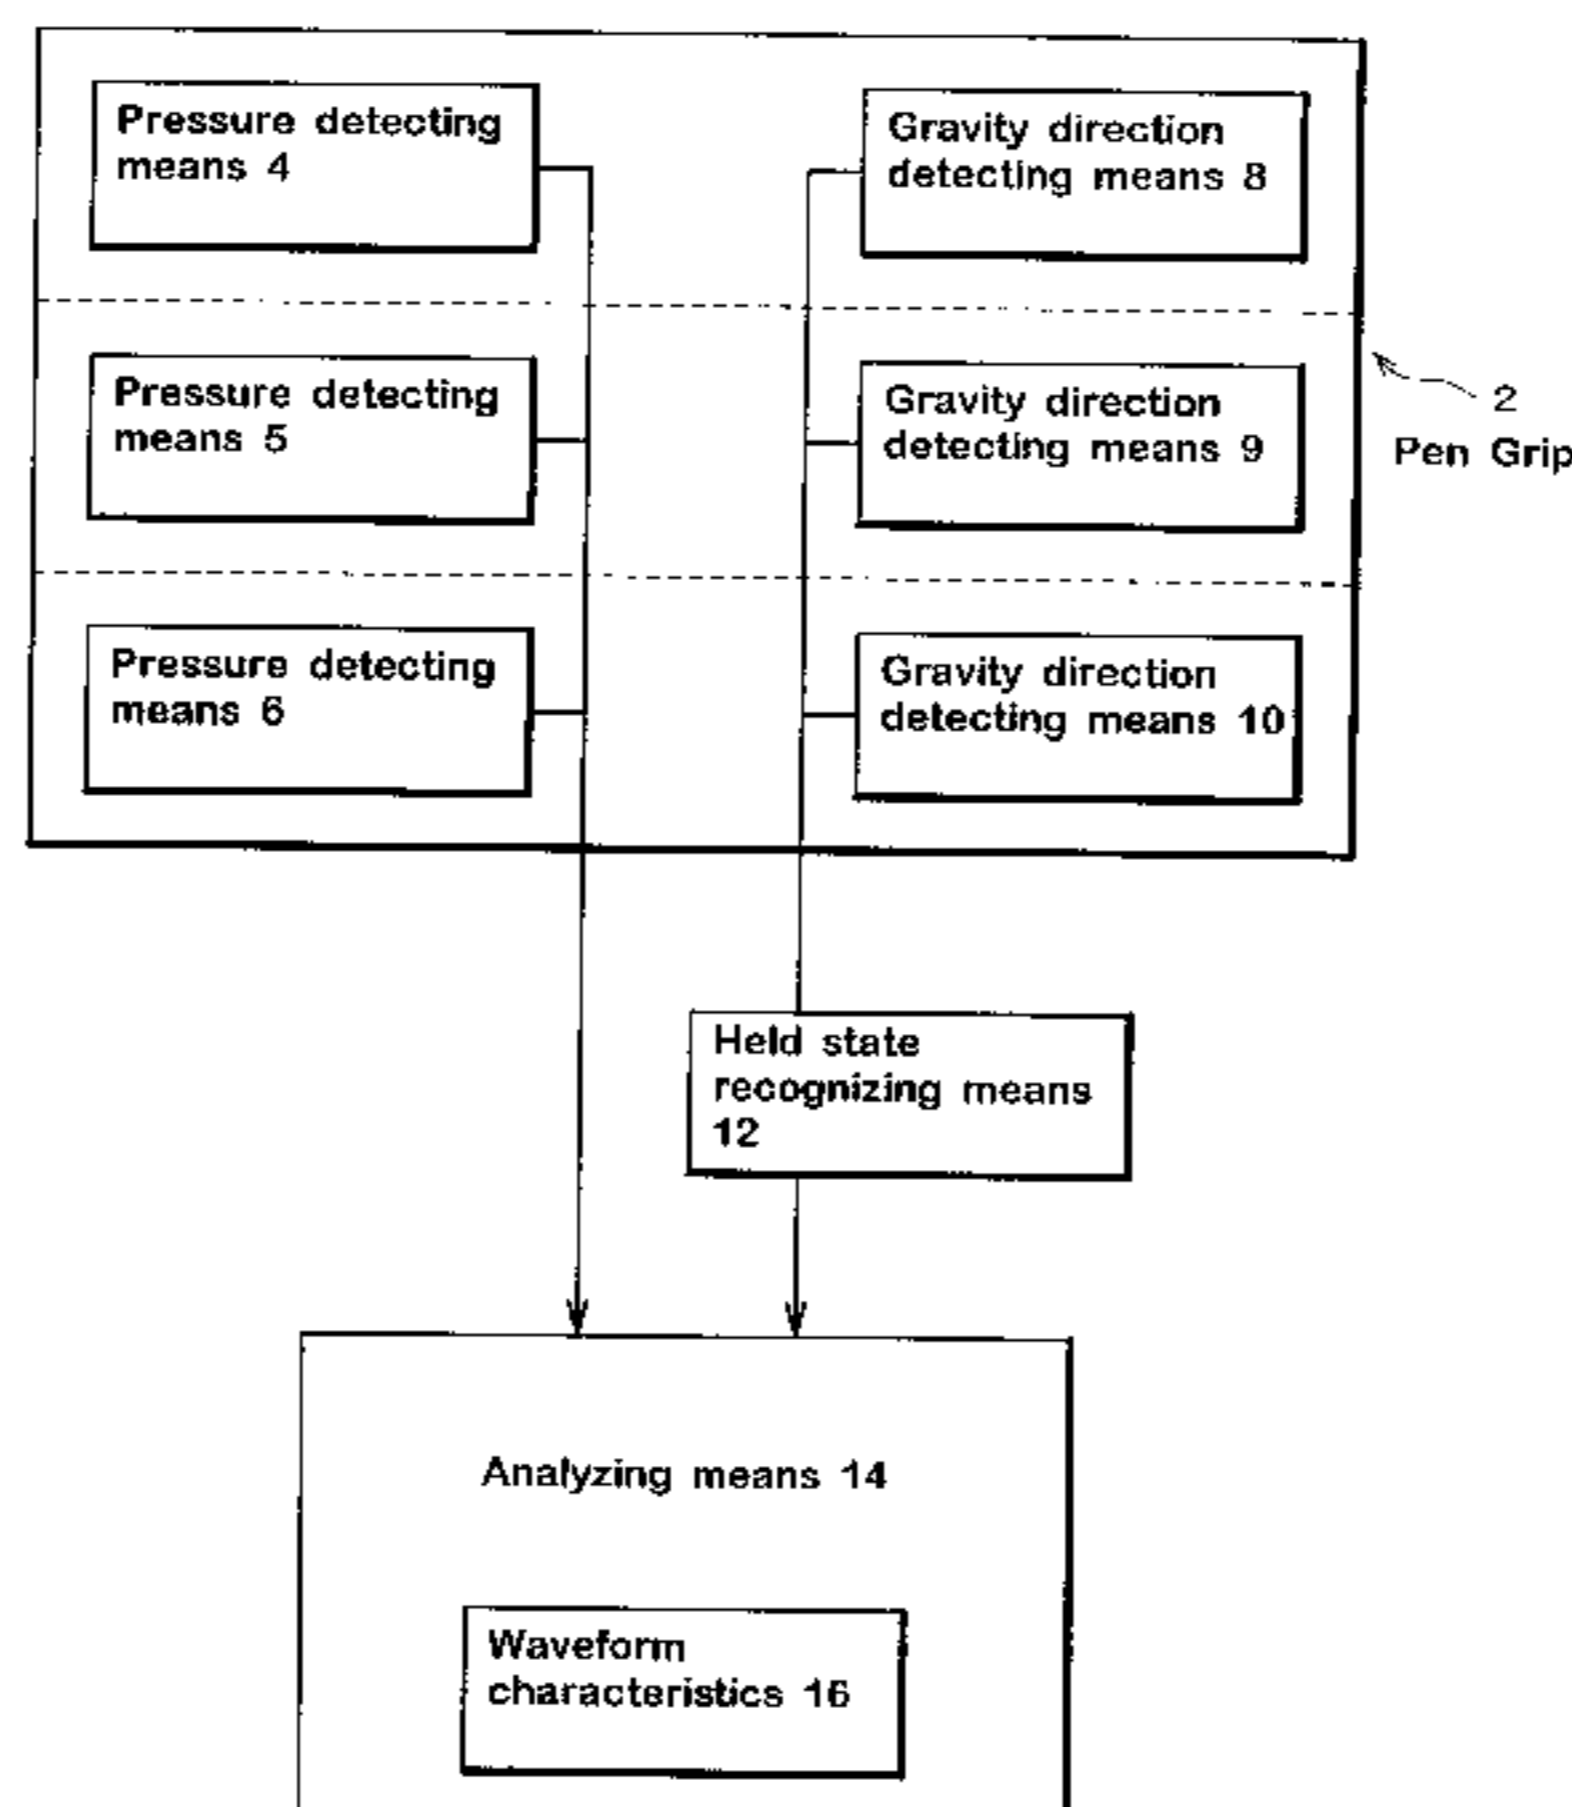 Pressure detecting
means 4
Gravity direction
detecting means 8
Pressure detecting
means 5
Gravity direction
detecting means 9
2
Pen Grip
Pressure detecting
means 6
Gravity direction
detecting means 10
Held state
recognizing means
12
Analyzing means 14
Waveform
characteristics 16